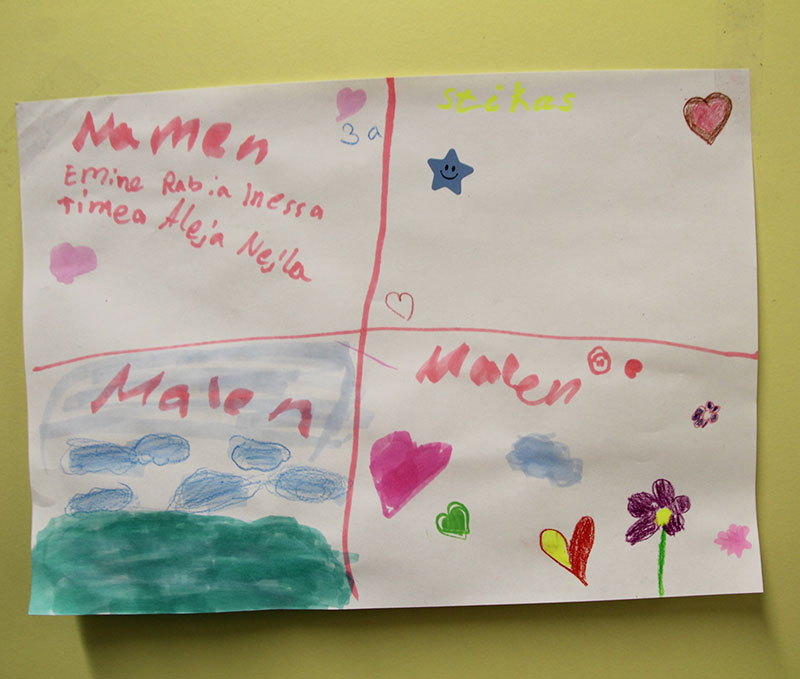 Namen
3a
Emine Rabia Inessa
Timea Aleja Nejla
stikas
Malen
Malen